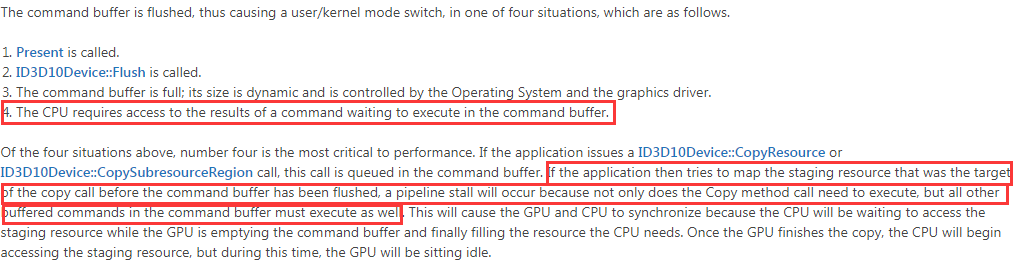 The command buffer is flushed, thus causing a user/kernel mode switch, in one of four situations, which are as follows.
1. Present is called.
2. ID3D10Device::Flush is called.
3. The command buffer is full; its size is dynamic and is controlled by the Operating System and the graphics driver.
4. The CPU requires access to the results of a command waiting to execute in the command buffer.
Of the four situations above, number four is the most critical to performance. If the application issues a ID3D10Device::CopyResource or
ID3D10Device::CopySubresourceRegion call, this call is queued in the command buffer. If the application then tries to map the staging resource that was the target
of the copy call before the command buffer has been flushed, a pipeline stall will occur because not only does the Copy method call need to execute, but all other
buffered commands in the command buffer must execute as well. This will cause the GPU and CPU to synchronize because the CPU will be waiting to access the
staging resource while the GPU is emptying the command buffer and finally filling the resource the CPU needs. Once the GPU finishes the copy, the CPU will begin
accessing the staging resource, but during this time, the GPU will be sitting idle.